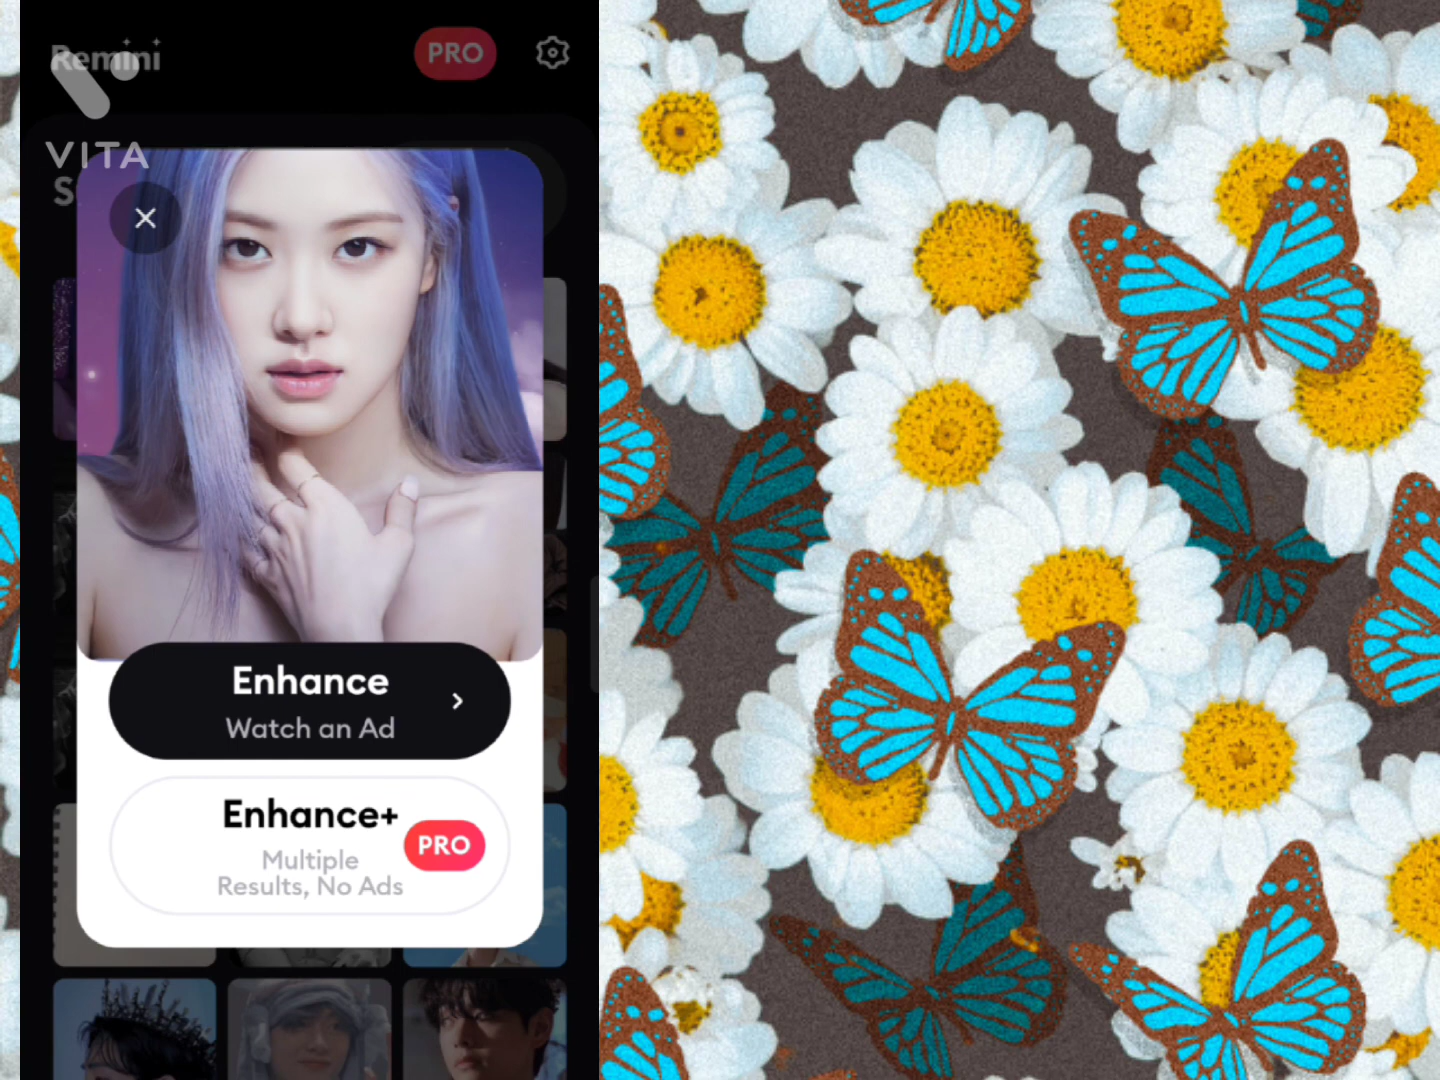 Remini
PRO
VITA
S
Enhance
Watch an Ad
Enhance+
PRO
Multiple
Results, No Ads